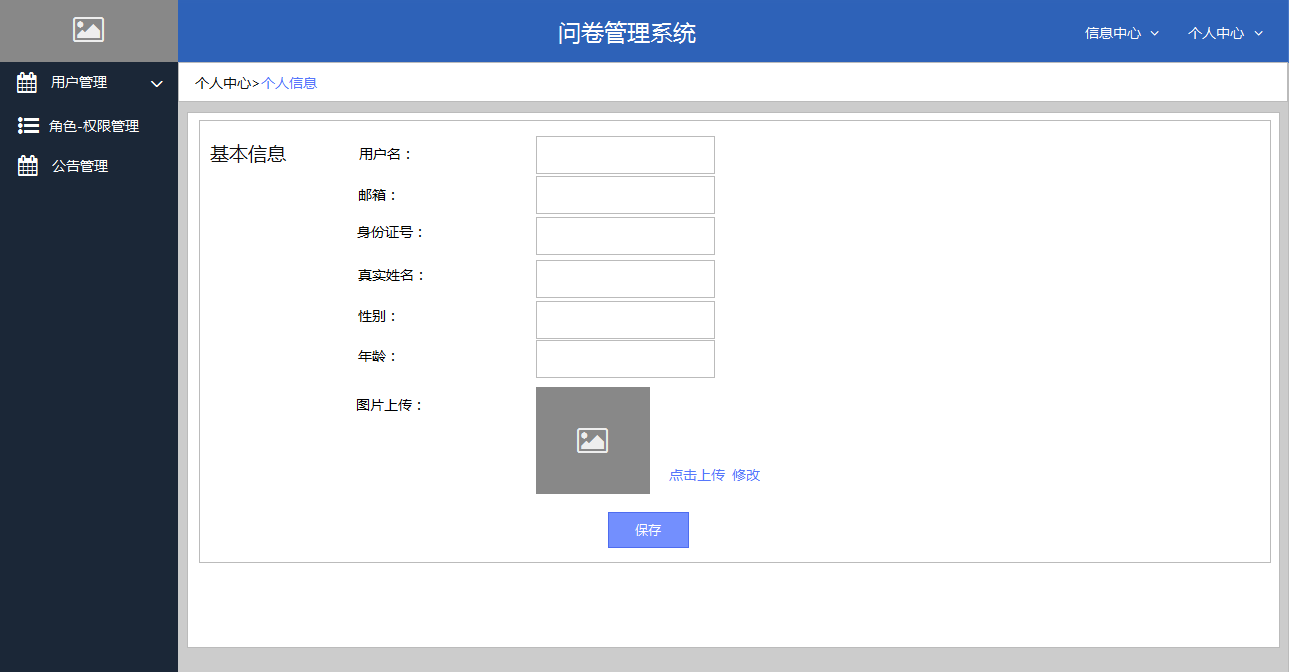 问卷管理系统
信息中心
个人中心
用户管理
角色-权限管理
公告管理
个人中心>个人信息
基本信息
用户名：
邮箱：
身份证号：
真实姓名：
性别：
年龄：
图片上传：
点击上传 修改
保存